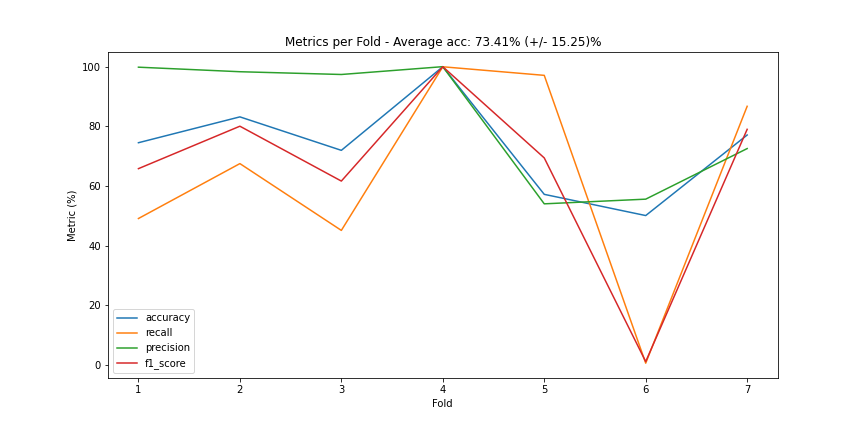 Metrics per Fold - Average acc: 73.41% (+/- 15.25)%
100
80
60
40
20
0
Metric (%)
accuracy
recall
precision
f1_score
1 2 3 4 5 6 7
Fold